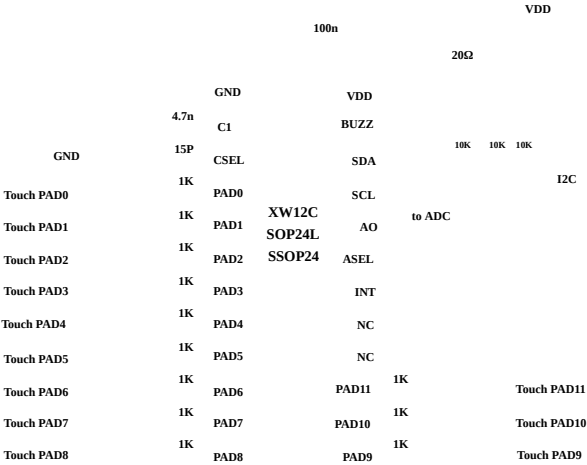 VDD
100n
20Ω
GND VDD
4.7n C1 BUZZ
GND 15P CSEL SDA 10K 10K 10K
I2C
Touch PAD0 1K PAD0 SCL
XW12C
to ADC
Touch PAD1 1K PAD1 AO
SOP24L
SSOP24
Touch PAD2 1K PAD2 ASEL
Touch PAD3 1K PAD3 INT
Touch PAD4 1K PAD4 NC
Touch PAD5 1K PAD5 NC
Touch PAD6 1K PAD6 PAD11 1K Touch PAD11
Touch PAD7 1K PAD7 PAD10 1K Touch PAD10
Touch PAD8 1K PAD8 PAD9 1K Touch PAD9